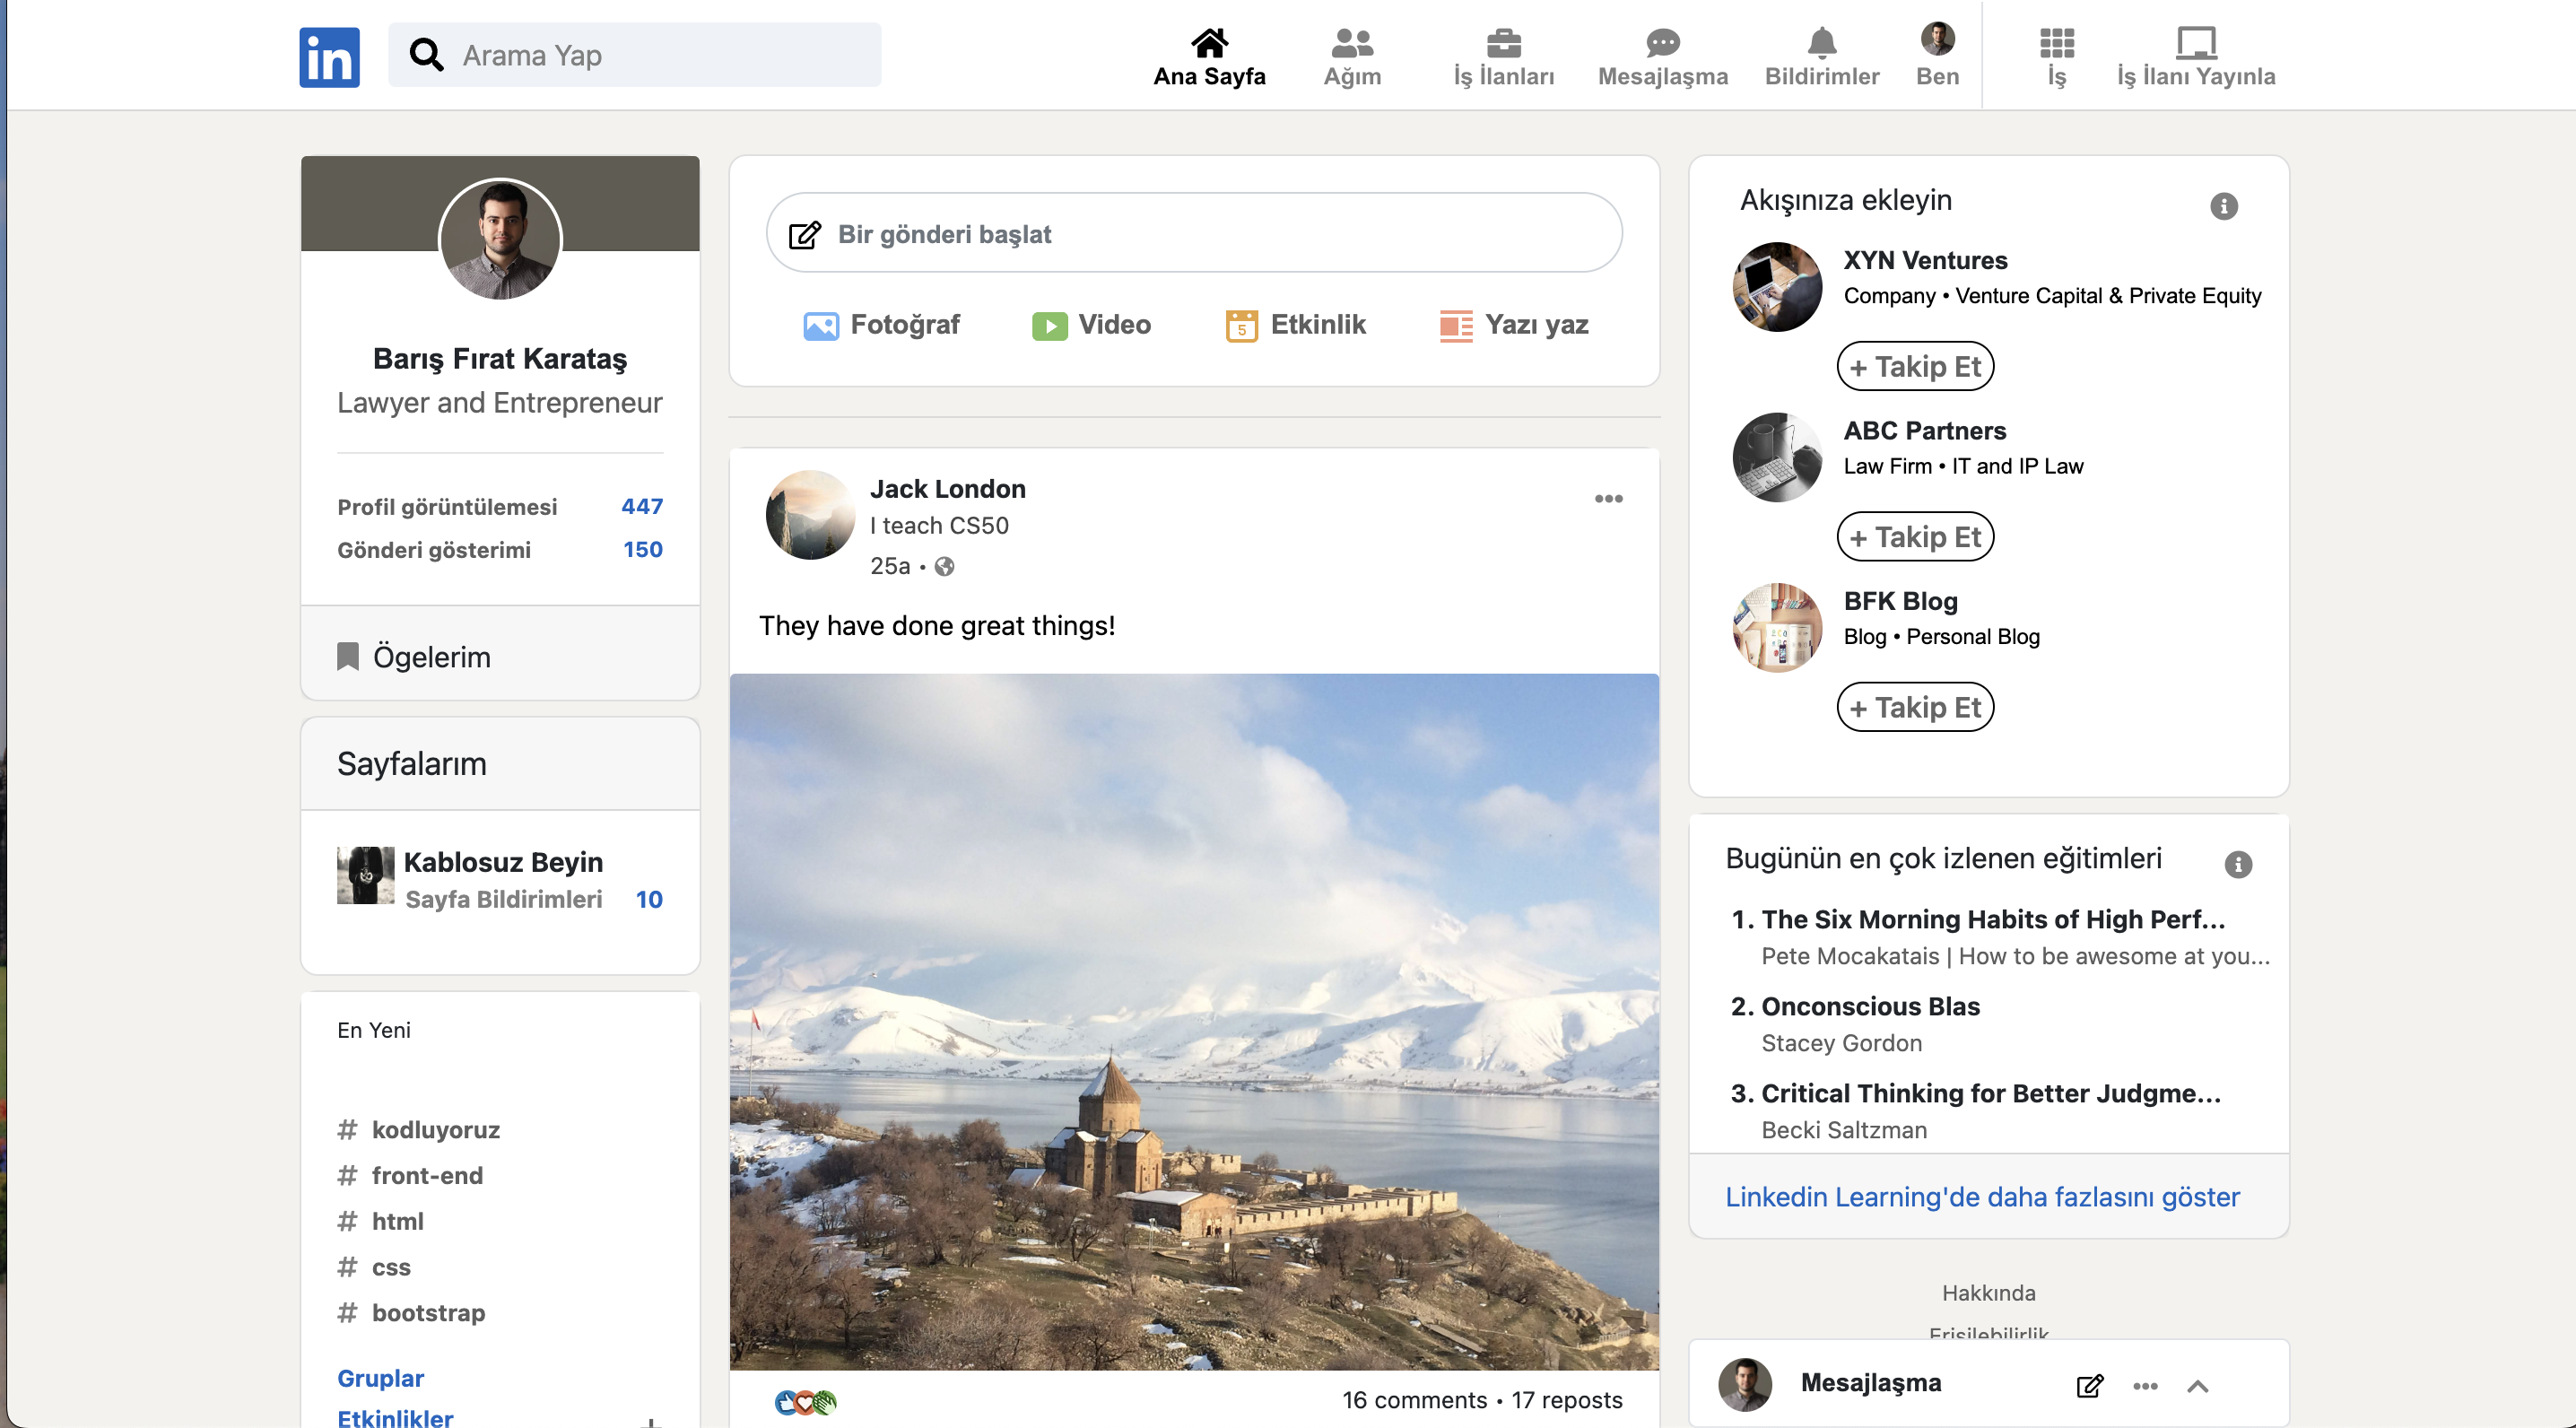 in
Arama Yap
Ana Sayfa
Ağım
İş İlanları
Mesajlaşma
Bildirimler
Ben
İş
İş İlanı Yayınla
Barış Fırat Karataş
Lawyer and Entrepreneur
Profil görüntülemesi 447
Gönderi gösterimi 150
Ögelerim
Sayfalarım
Kablosuz Beyin
Sayfa Bildirimleri 10
En Yeni
# kodluyoruz
# front-end
# html
# css
# bootstrap
Gruplar
Etkinlikler +
Bir gönderi başlat
Fotoğraf
Video
5 Etkinlik
Yazı yaz
Jack London
I teach CS50
25a •
They have done great things!
16 comments • 17 reposts
Akışınıza ekleyin
XYN Ventures
Company • Venture Capital & Private Equity
+ Takip Et
ABC Partners
Law Firm • IT and IP Law
+ Takip Et
BFK Blog
Blog • Personal Blog
+ Takip Et
Bugünün en çok izlenen eğitimleri
1. The Six Morning Habits of High Perf...
Pete Mocakatais | How to be awesome at you...
2. Onconscious Blas
Stacey Gordon
3. Critical Thinking for Better Judgme...
Becki Saltzman
Linkedin Learning'de daha fazlasını göster
Hakkında
Erişilebilirlik
Mesajlaşma